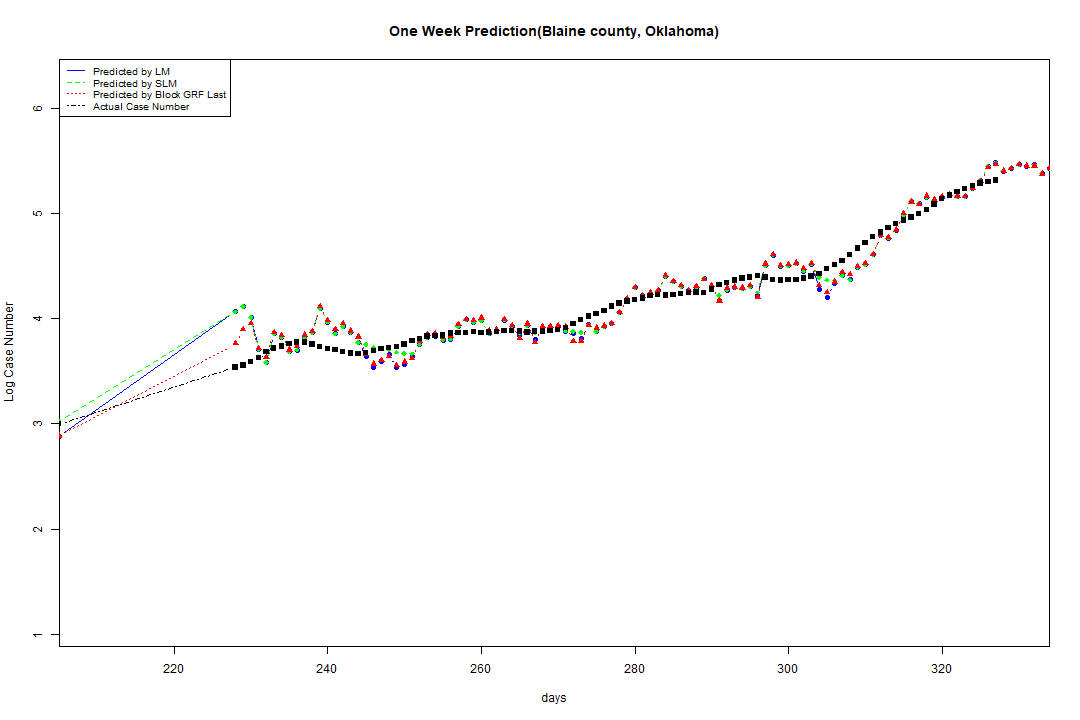 One Week Prediction(Blaine county, Oklahoma)
Predicted by LM
Predicted by SLM
Predicted by Block GRF Last
Actual Case Number
Log Case Number
6
5
4
3
2
1
220 240 260 280 300 320
days